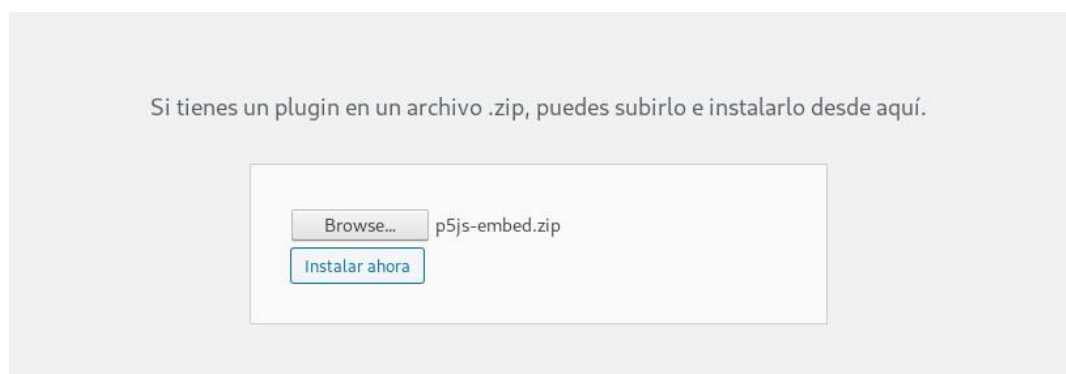 Si tienes un plugin en un archivo .zip, puedes subirlo e instalarlo desde aquí.
Browse... p5js-embed.zip
Instalar ahora